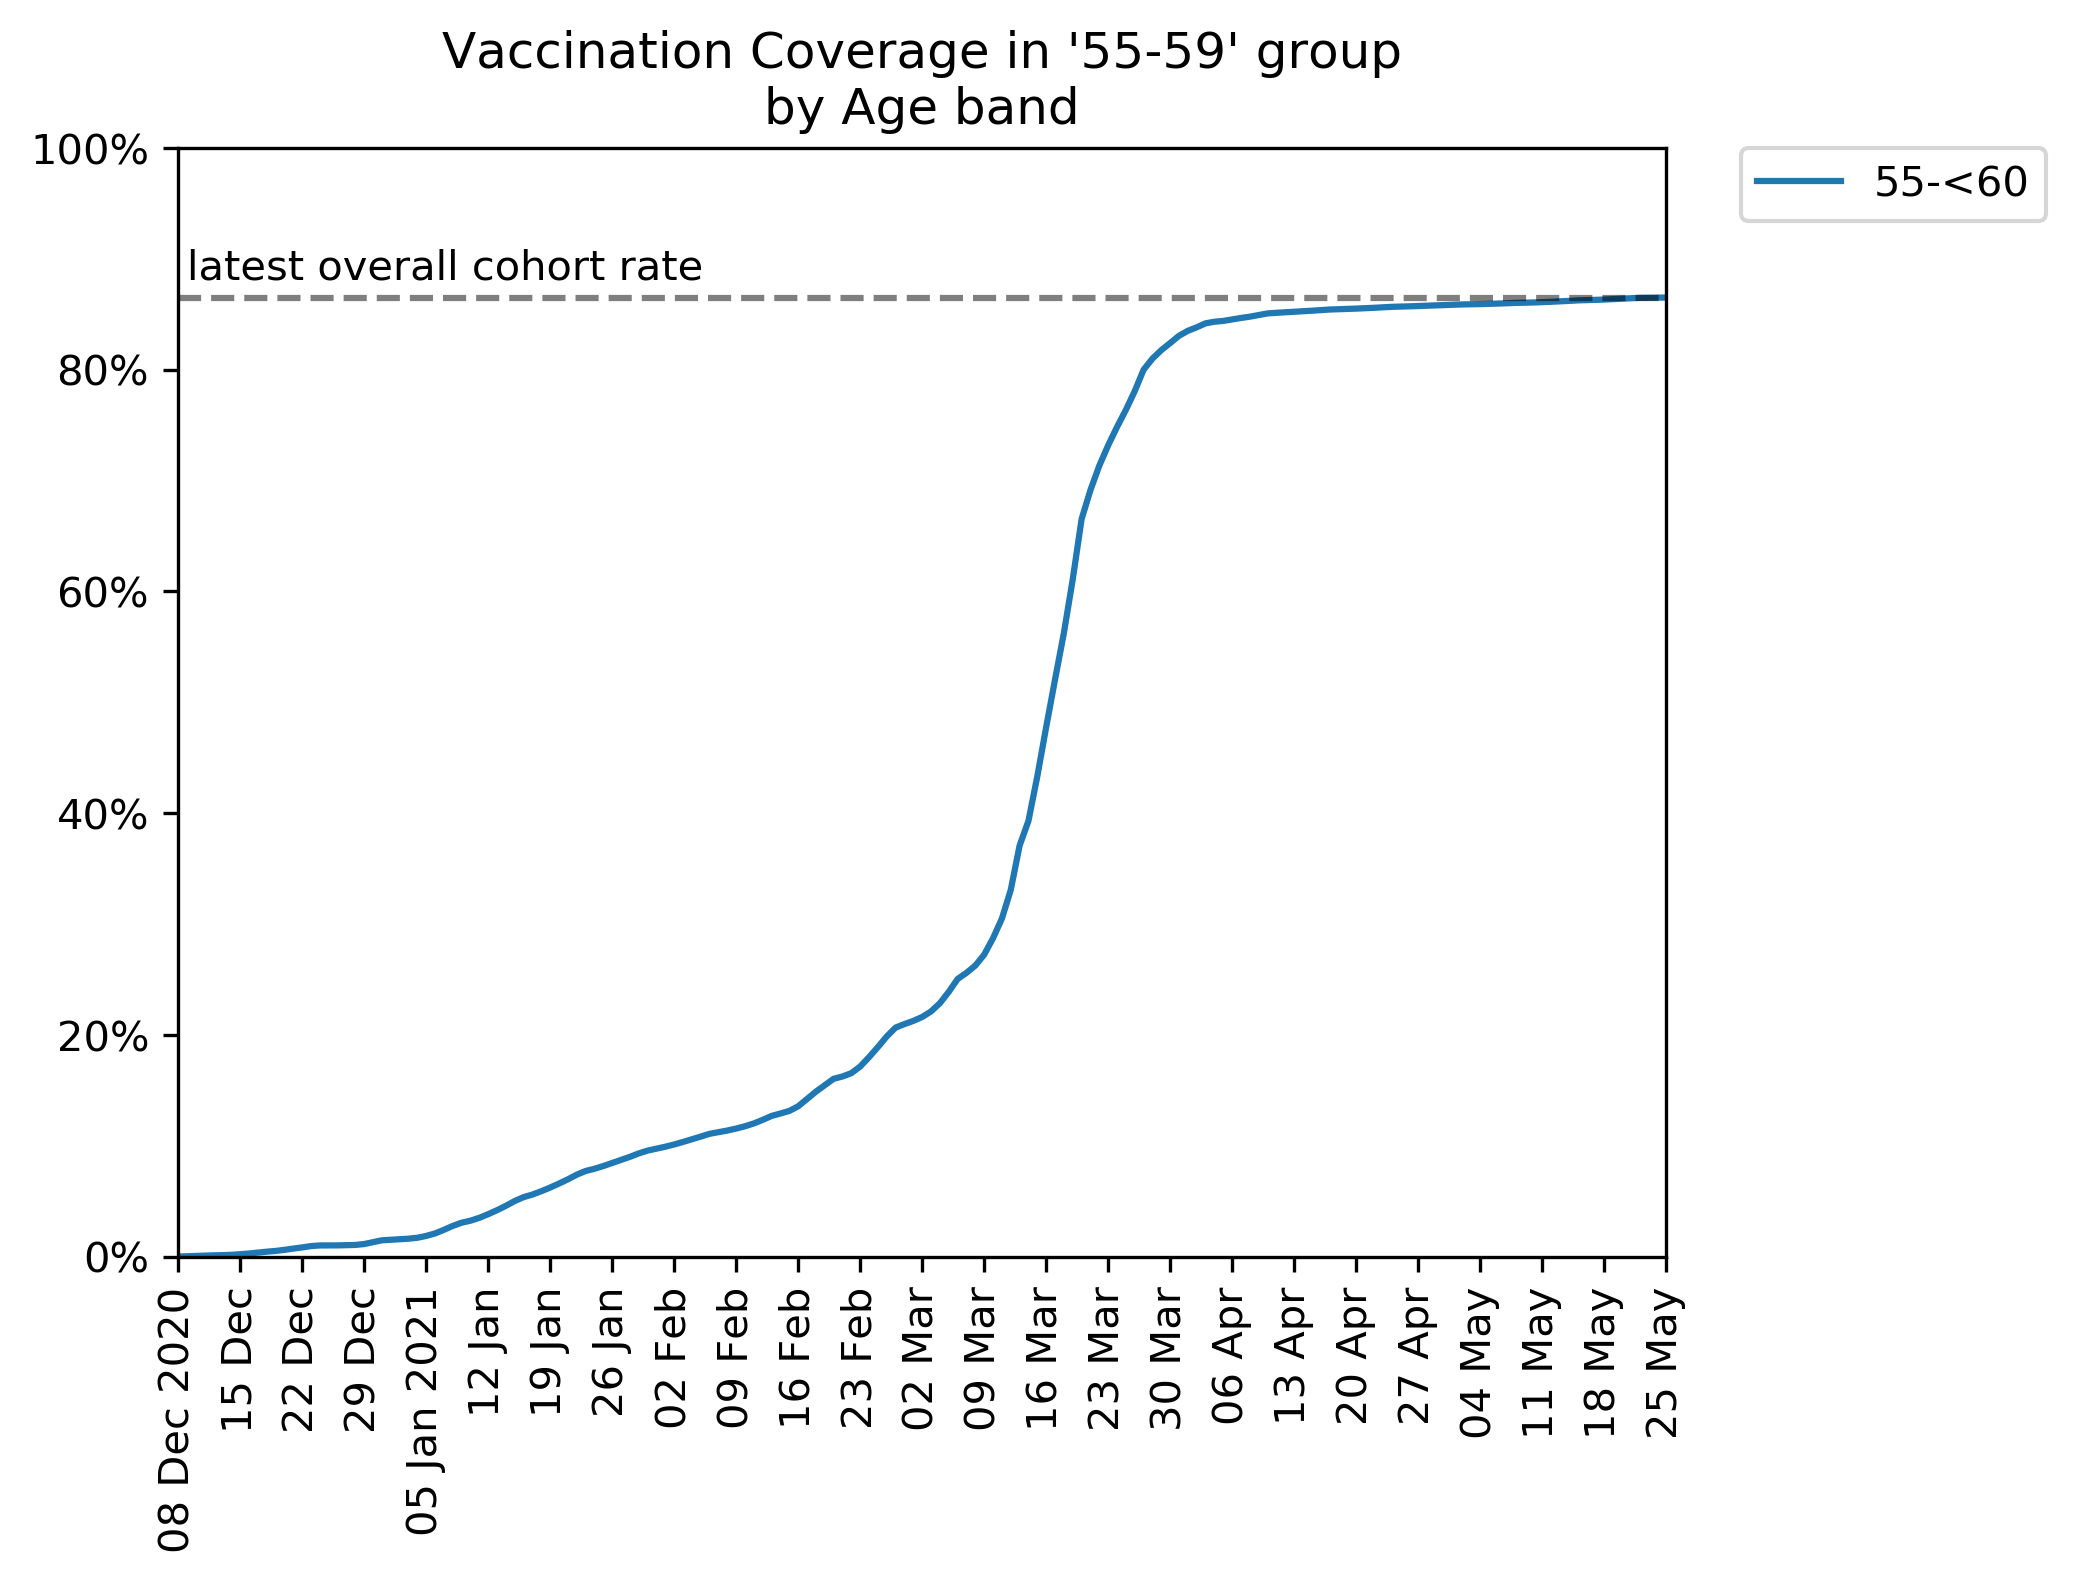 Vaccination Coverage in '55-59' group
by Age band
100%
80%
60%
40%
20%
0%
latest overall cohort rate
55-<60
08 Dec 2020
15 Dec
22 Dec
29 Dec
05 Jan 2021
12 Jan
19 Jan
26 Jan
02 Feb
09 Feb
16 Feb
23 Feb
02 Mar
09 Mar
16 Mar
23 Mar
30 Mar
06 Apr
13 Apr
20 Apr
27 Apr
04 May
11 May
18 May
25 May